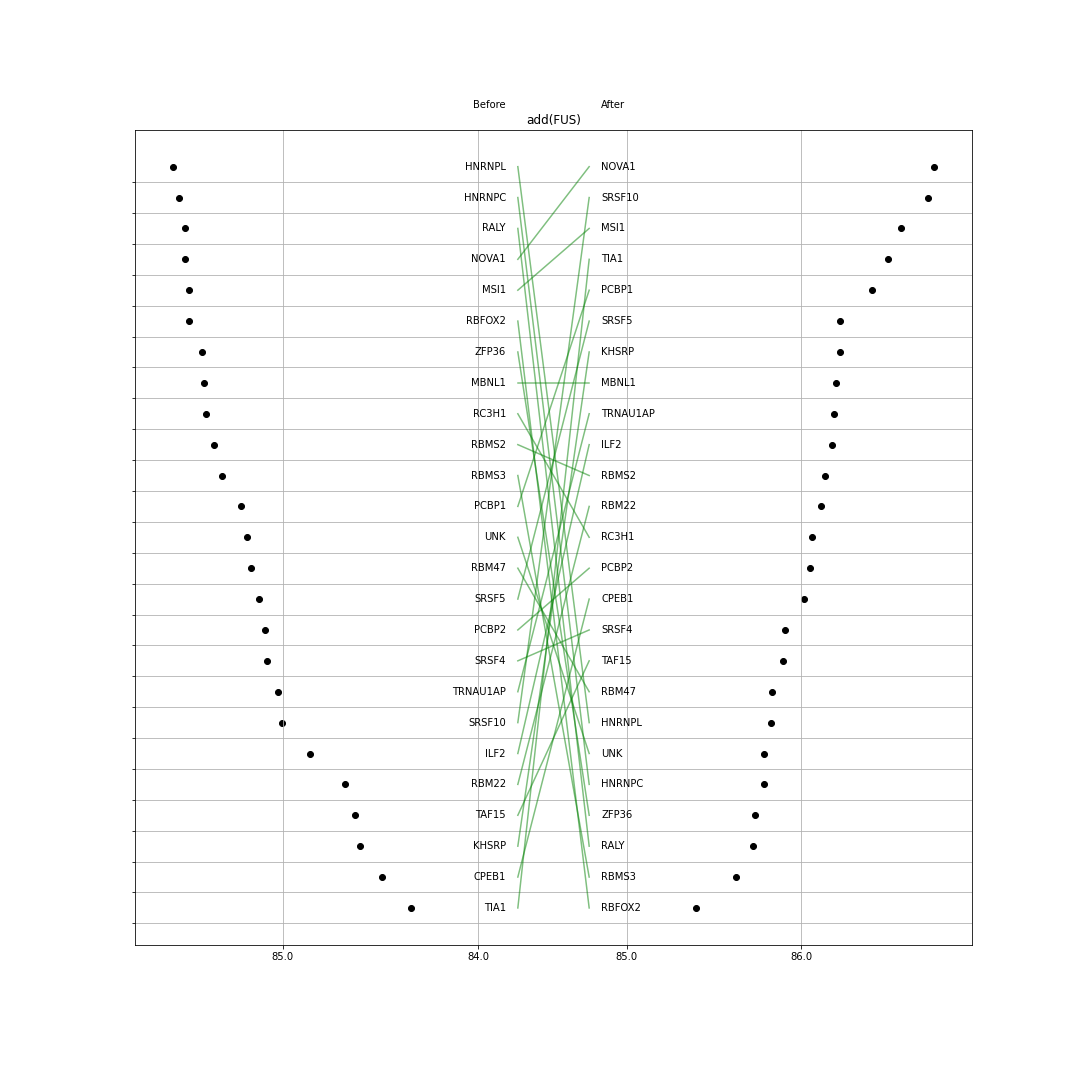 Before After
add(FUS)
HNRNPL NOVA1
HNRNPC SRSF10
RALY MSI1
NOVA1 TIA1
MSI1 PCBP1
RBFOX2 SRSF5
ZFP36 KHSRP
MBNL1 MBNL1
RC3H1 TRNAU1AP
RBMS2 ILF2
RBMS3 RBMS2
PCBP1 RBM22
UNK RC3H1
RBM47 PCBP2
SRSF5 CPEB1
PCBP2 SRSF4
SRSF4 TAF15
TRNAU1AP RBM47
SRSF10 HNRNPL
ILF2 UNK
RBM22 HNRNPC
TAF15 ZFP36
KHSRP RALY
CPEB1 RBMS3
TIA1 RBFOX2
85.0 84.0 85.0 86.0